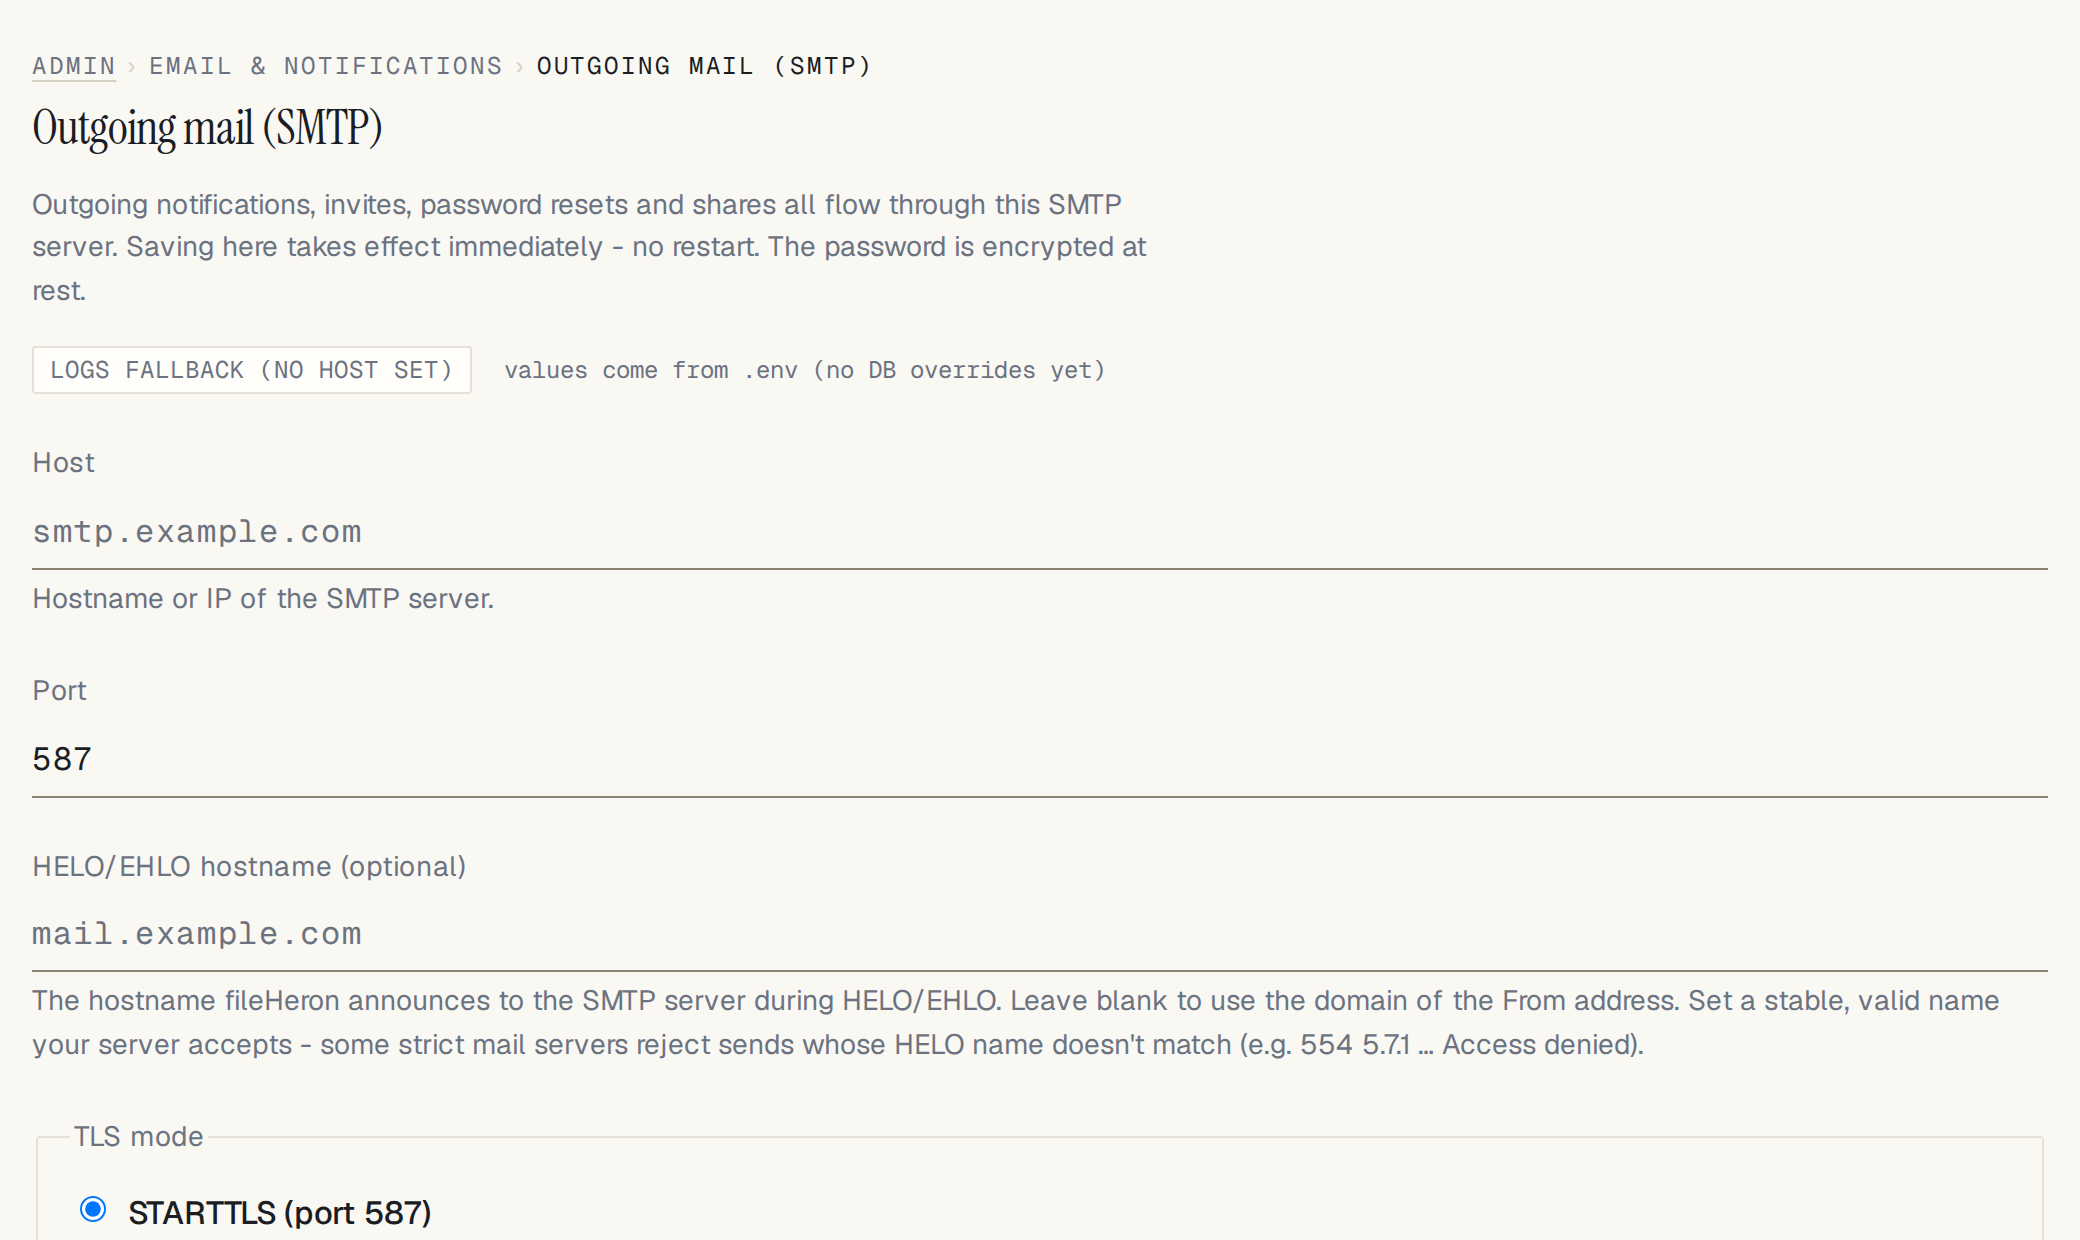 ADMIN › EMAIL & NOTIFICATIONS › OUTGOING MAIL (SMTP)
Outgoing mail (SMTP)
Outgoing notifications, invites, password resets and shares all flow through this SMTP
server. Saving here takes effect immediately - no restart. The password is encrypted at
rest.
LOGS FALLBACK (NO HOST SET) values come from .env (no DB overrides yet)
Host
smtp.example.com
Hostname or IP of the SMTP server.
Port
587
HELO/EHLO hostname (optional)
mail.example.com
The hostname fileHeron announces to the SMTP server during HELO/EHLO. Leave blank to use the domain of the From address. Set a stable, valid name
your server accepts - some strict mail servers reject sends whose HELO name doesn't match (e.g. 554 5.7.1 ... Access denied).
TLS mode
STARTTLS (port 587)